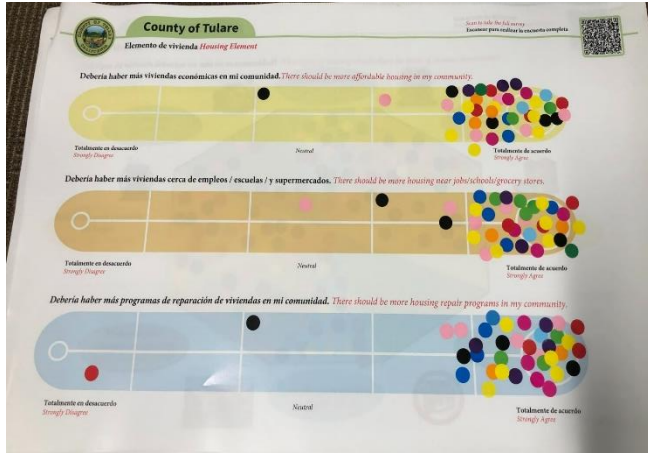 County of Tulare
Elemento de vivienda Housing Element
Scan to take the full survey
Escanear para realizar la encuesta completa
Debería haber más viviendas económicas en mi comunidad. There should be more affordable housing in my community.
Totalmente en desacuerdo
Strongly Disagree
Neutral
Totalmente de acuerdo
Strongly Agree
Debería haber más viviendas cerca de empleos / escuelas / y supermercados. There should be more housing near jobs/schools/grocery stores.
Totalmente en desacuerdo
Strongly Disagree
Neutral
Totalmente de acuerdo
Strongly Agree
Debería haber más programas de reparación de viviendas en mi comunidad. There should be more housing repair programs in my community.
Totalmente en desacuerdo
Strongly Disagree
Neutral
Totalmente de acuerdo
Strongly Agree